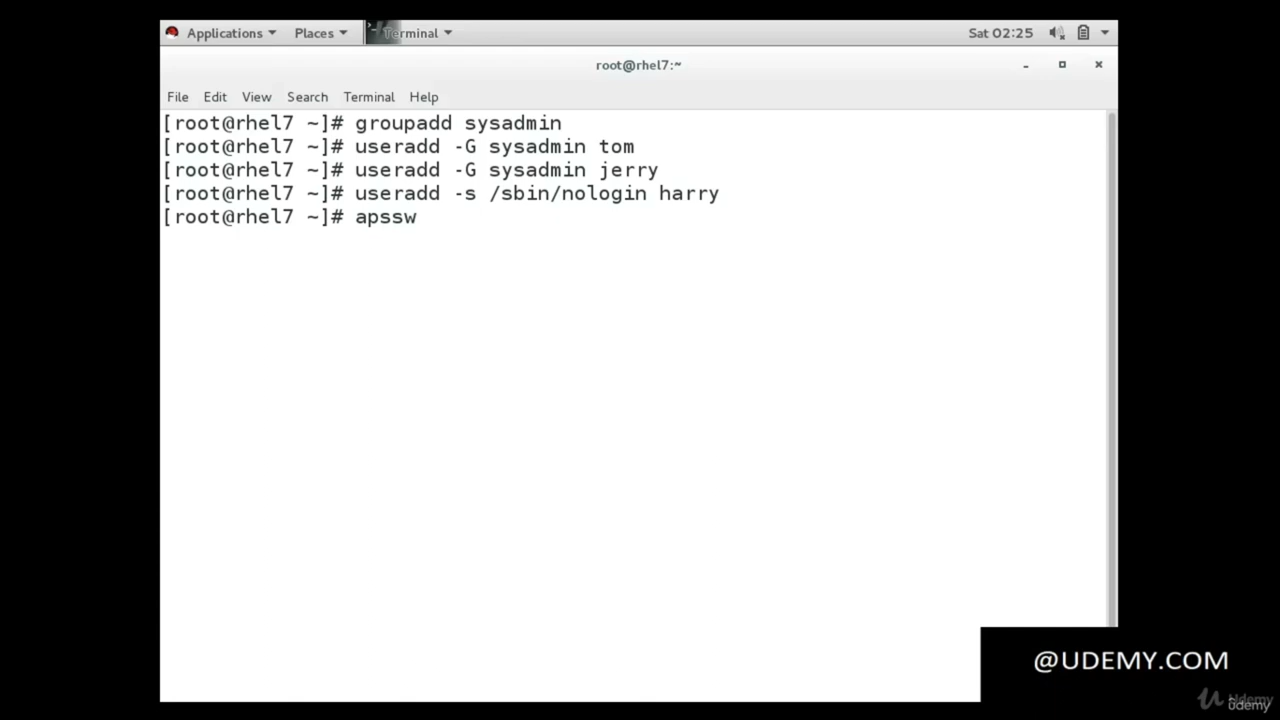 Applications Places Terminal Sat 02:25
root@rhel7:~
File Edit View Search Terminal Help
[root@rhel7 ~]# groupadd sysadmin
[root@rhel7 ~]# useradd -G sysadmin tom
[root@rhel7 ~]# useradd -G sysadmin jerry
[root@rhel7 ~]# useradd -s /sbin/nologin harry
[root@rhel7 ~]# apssw
@UDEMY.COM
Udemy
ûdemy